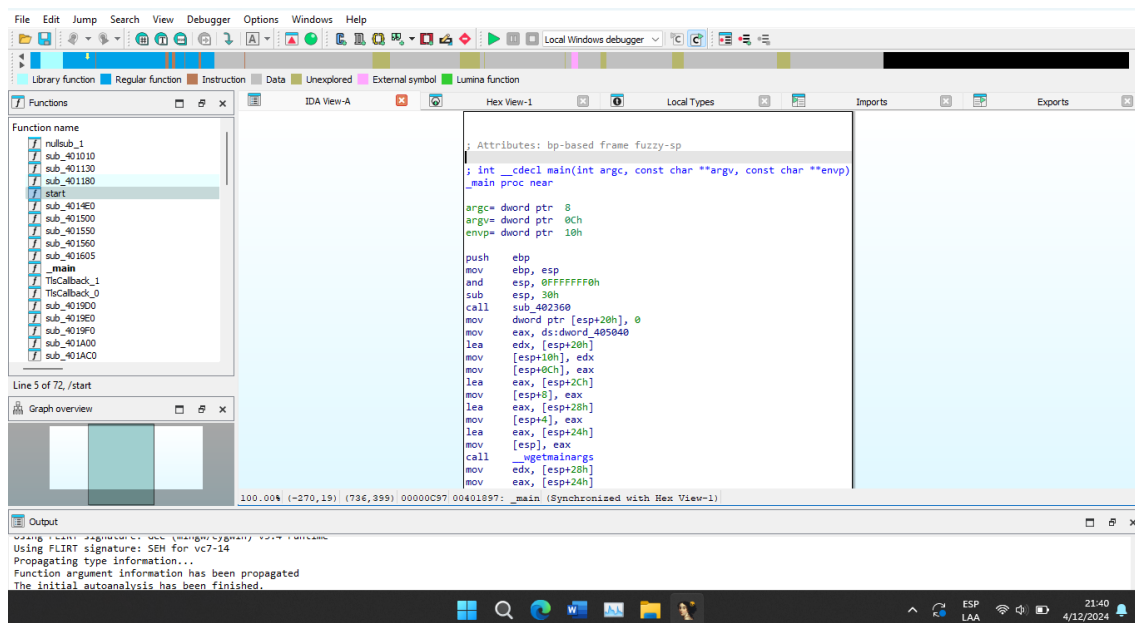 File Edit Jump Search View Debugger Options Windows Help
Local Windows debugger
Library function Regular function Instruction Data Unexplored External symbol Lumina function
Functions
IDA View-A Hex View-1 Local Types Imports Exports
Function name
nullsub_1
sub_401010
sub_401130
sub_401180
start
sub_4014E0
sub_401500
sub_401550
sub_401560
sub_401605
_main
TlsCallback_1
TlsCallback_0
sub_4019D0
sub_4019E0
sub_4019F0
sub_401A00
sub_401AC0
Line 5 of 72, /start
Graph overview
; Attributes: bp-based frame fuzzy-sp
; int __cdecl main(int argc, const char **argv, const char **envp)
_main proc near
argc= dword ptr 8
argv= dword ptr 0Ch
envp= dword ptr 10h
push ebp
mov ebp, esp
and esp, 0FFFFFFF0h
sub esp, 30h
call sub_402360
mov dword ptr [esp+20h], 0
mov eax, ds:dword_405040
lea edx, [esp+20h]
mov [esp+10h], edx
mov [esp+0Ch], eax
lea eax, [esp+2Ch]
mov [esp+8], eax
lea eax, [esp+28h]
mov [esp+4], eax
lea eax, [esp+24h]
mov [esp], eax
call __wgetmainargs
mov edx, [esp+28h]
mov eax, [esp+24h]
100.00% (-270,19) (736,399) 00000C97 00401897: _main (Synchronized with Hex View-1)
Output
Using FLIRT signature: GCC (mingw/cygwin) v3.4 runtime
Using FLIRT signature: SEH for vc7-14
Propagating type information...
Function argument information has been propagated
The initial autoanalysis has been finished.
ESP
LAA
21:40
4/12/2024